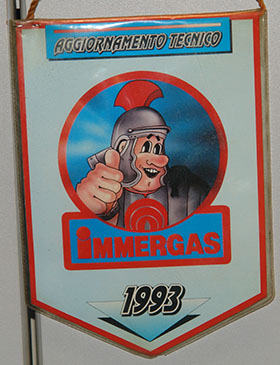 AGGIORNAMENTO TECNICO
iMMERGAS
1993